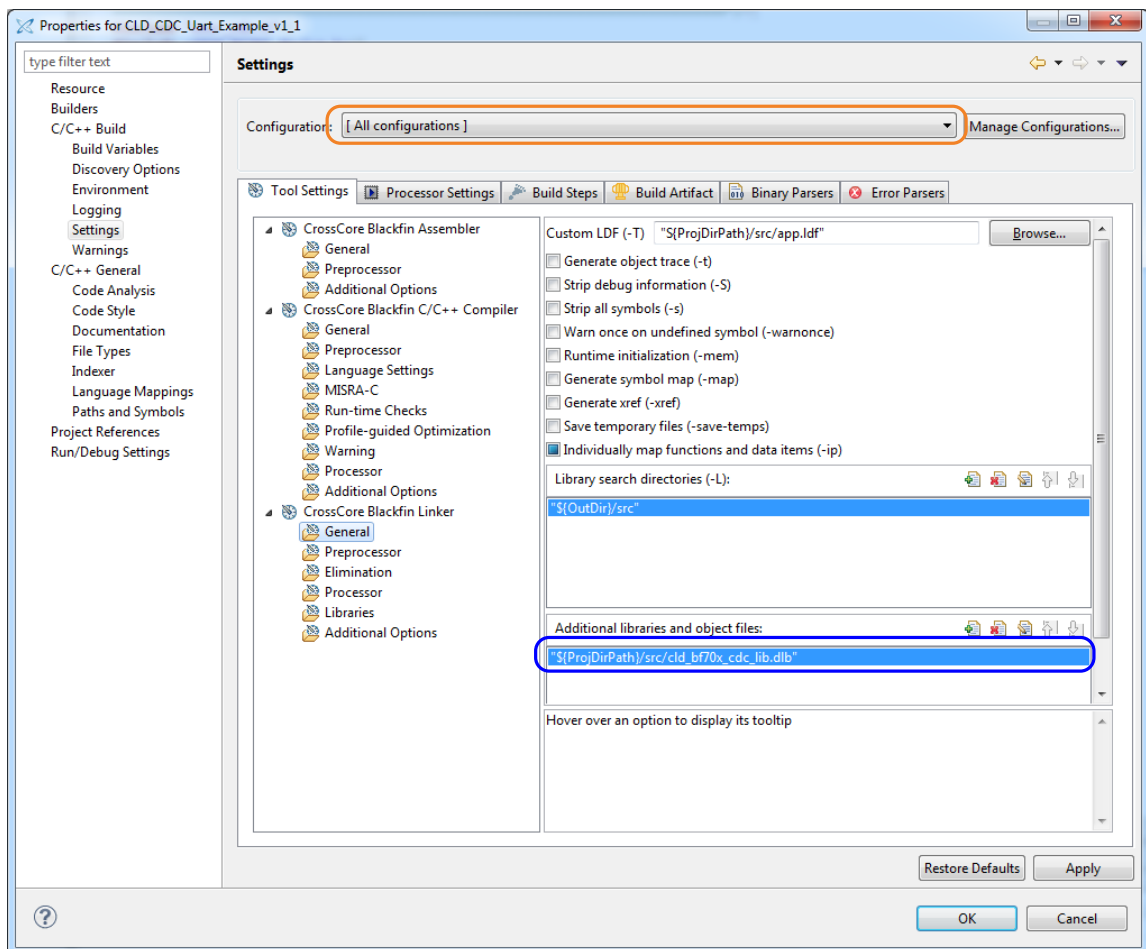 Properties for CLD_CDC_Uart_Example_v1_1
type filter text
Resource
Builders
C/C++ Build
Build Variables
Discovery Options
Environment
Logging
Settings
Warnings
C/C++ General
Code Analysis
Code Style
Documentation
File Types
Indexer
Language Mappings
Paths and Symbols
Project References
Run/Debug Settings
Settings
Configuration: [ All configurations ] Manage Configurations...
Tool Settings Processor Settings Build Steps Build Artifact Binary Parsers Error Parsers
CrossCore Blackfin Assembler
General
Preprocessor
Additional Options
CrossCore Blackfin C/C++ Compiler
General
Preprocessor
Language Settings
MISRA-C
Run-time Checks
Profile-guided Optimization
Warning
Processor
Additional Options
CrossCore Blackfin Linker
General
Preprocessor
Elimination
Processor
Libraries
Additional Options
Custom LDF (-T) "${ProjDirPath}/src/app.ldf" Browse...
Generate object trace (-t)
Strip debug information (-S)
Strip all symbols (-s)
Warn once on undefined symbol (-warnonce)
Runtime initialization (-mem)
Generate symbol map (-map)
Generate xref (-xref)
Save temporary files (-save-temps)
Individually map functions and data items (-ip)
Library search directories (-L):
"${OutDir}/src"
Additional libraries and object files:
"${ProjDirPath}/src/cld_bf70x_cdc_lib.dlb"
Hover over an option to display its tooltip
Restore Defaults Apply
OK Cancel